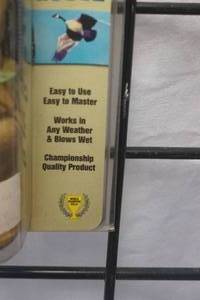 Easy to Use
Easy to Master
Works in
Any Weather
& Blows Wet
Championship
Quality Product